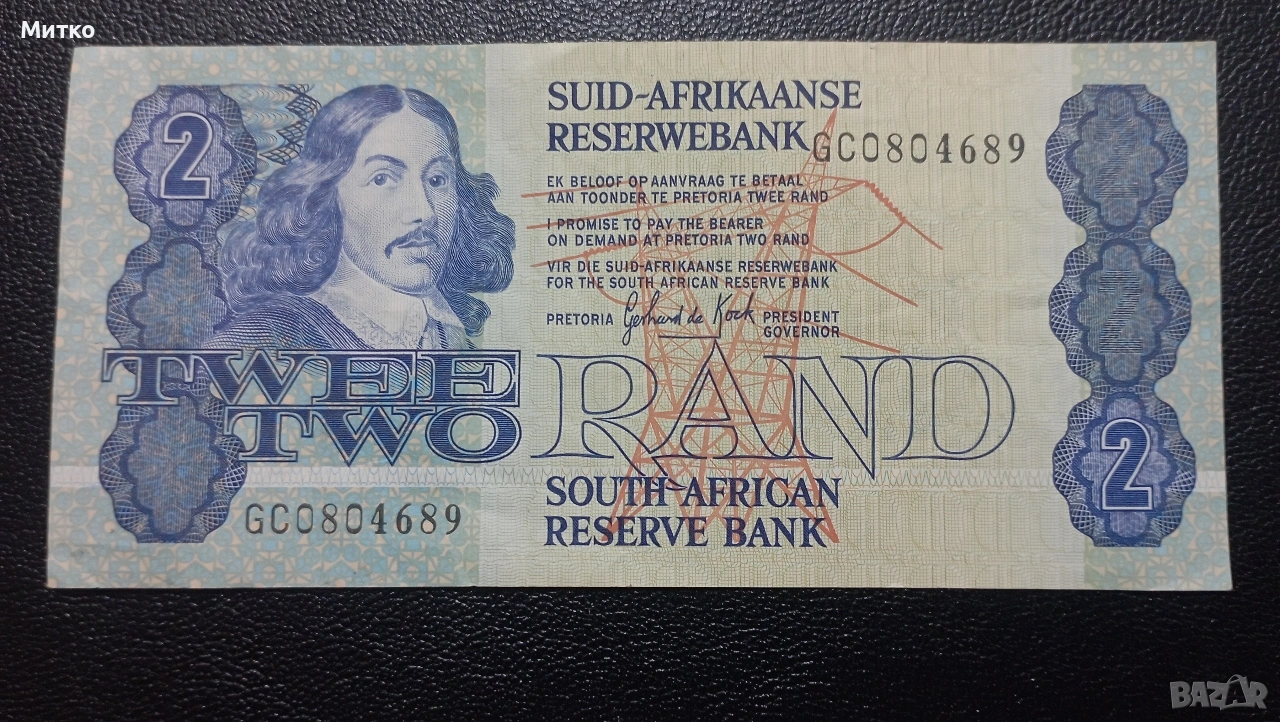 Митко
2
SUID-AFRIKAANSE
RESERWEBANK
GC0804689
EK BELOOF OP AANVRAAG TE BETAAL
AAN TOONDER TE PRETORIA TWEE RAND
I PROMISE TO PAY THE BEARER
ON DEMAND AT PRETORIA TWO RAND
VIR DIE SUID-AFRIKAANSE RESERWEBANK
FOR THE SOUTH AFRICAN RESERVE BANK
PRETORIA Gerhard de Kock PRESIDENT
GOVERNOR
TWEE
TWO
RAND
2
SOUTH AFRICAN
RESERVE BANK
GC0804689
BAZAR